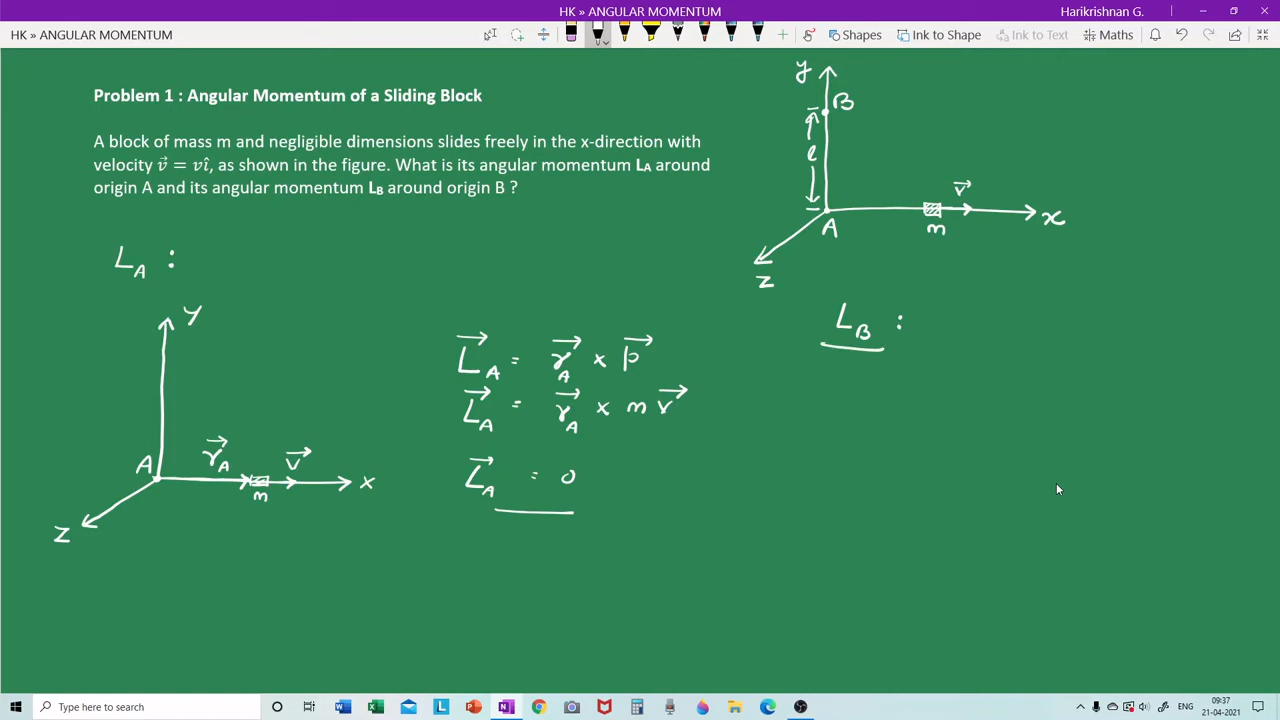 HK » ANGULAR MOMENTUM
Harikrishnan G.
HK » ANGULAR MOMENTUM
Shapes
Ink to Shape
Ink to Text
Maths
Problem 1 : Angular Momentum of a Sliding Block
A block of mass m and negligible dimensions slides freely in the x-direction with
velocity v⃗ = vî, as shown in the figure. What is its angular momentum LA around
origin A and its angular momentum LB around origin B ?
y
B
l
v⃗
A
m
x
z
LA :
Y
A
r⃗A
v⃗
m
x
Z
L⃗A = r⃗A × p⃗
L⃗A = r⃗A × m v⃗
L⃗A = 0
LB :
Type here to search
ENG
09:37
21-04-2021